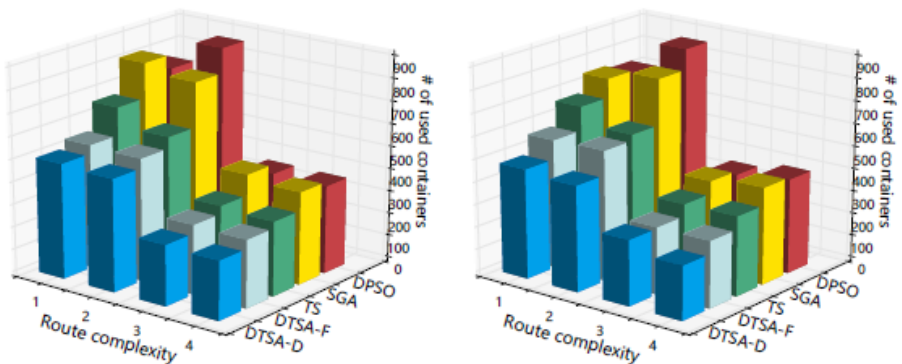 900
800
700
600
500
400
300
200
100
0
# of used containers
DPSO
SGA
TS
DTSA-F
DTSA-D
1
2
3
4
Route complexity
900
800
700
600
500
400
300
200
100
0
# of used containers
DPSO
SGA
TS
DTSA-F
DTSA-D
1
2
3
4
Route complexity